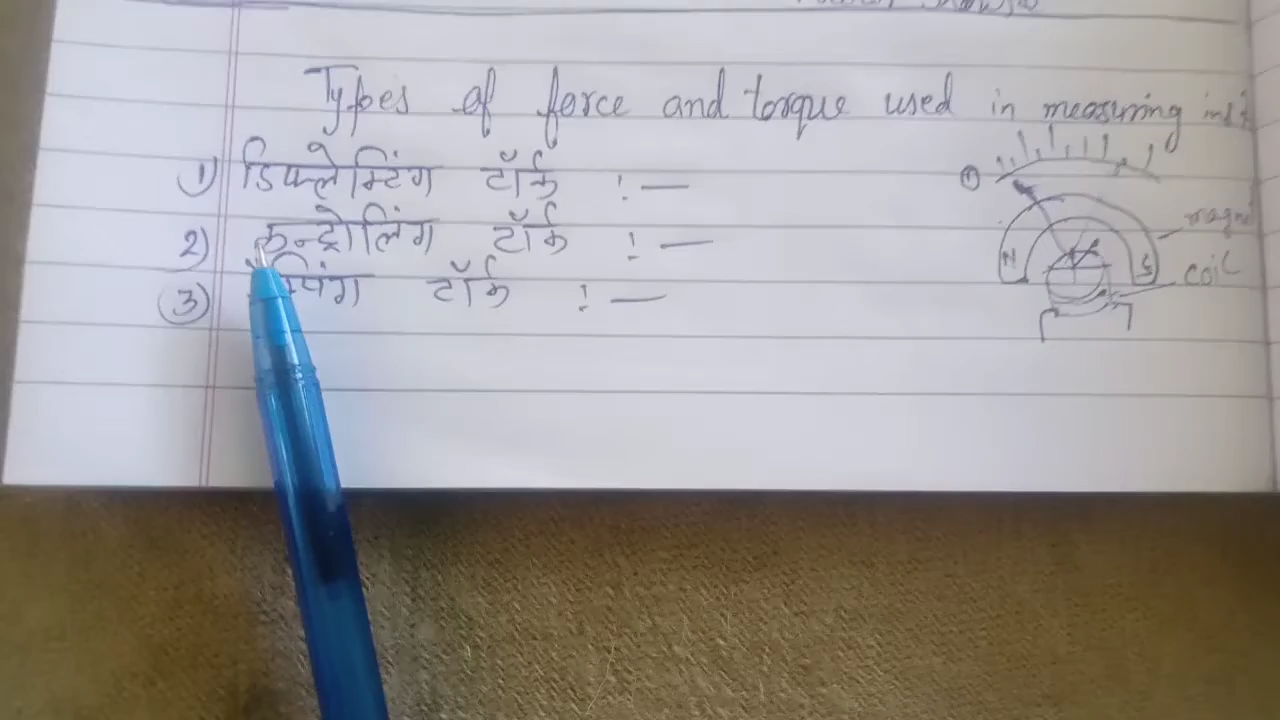 Types of force and torque used in measuring
1) डिफ्लेक्टिंग टॉर्क :—
2) कन्ट्रोलिंग टॉर्क :—
3) टॉर्क :—
N S
coil